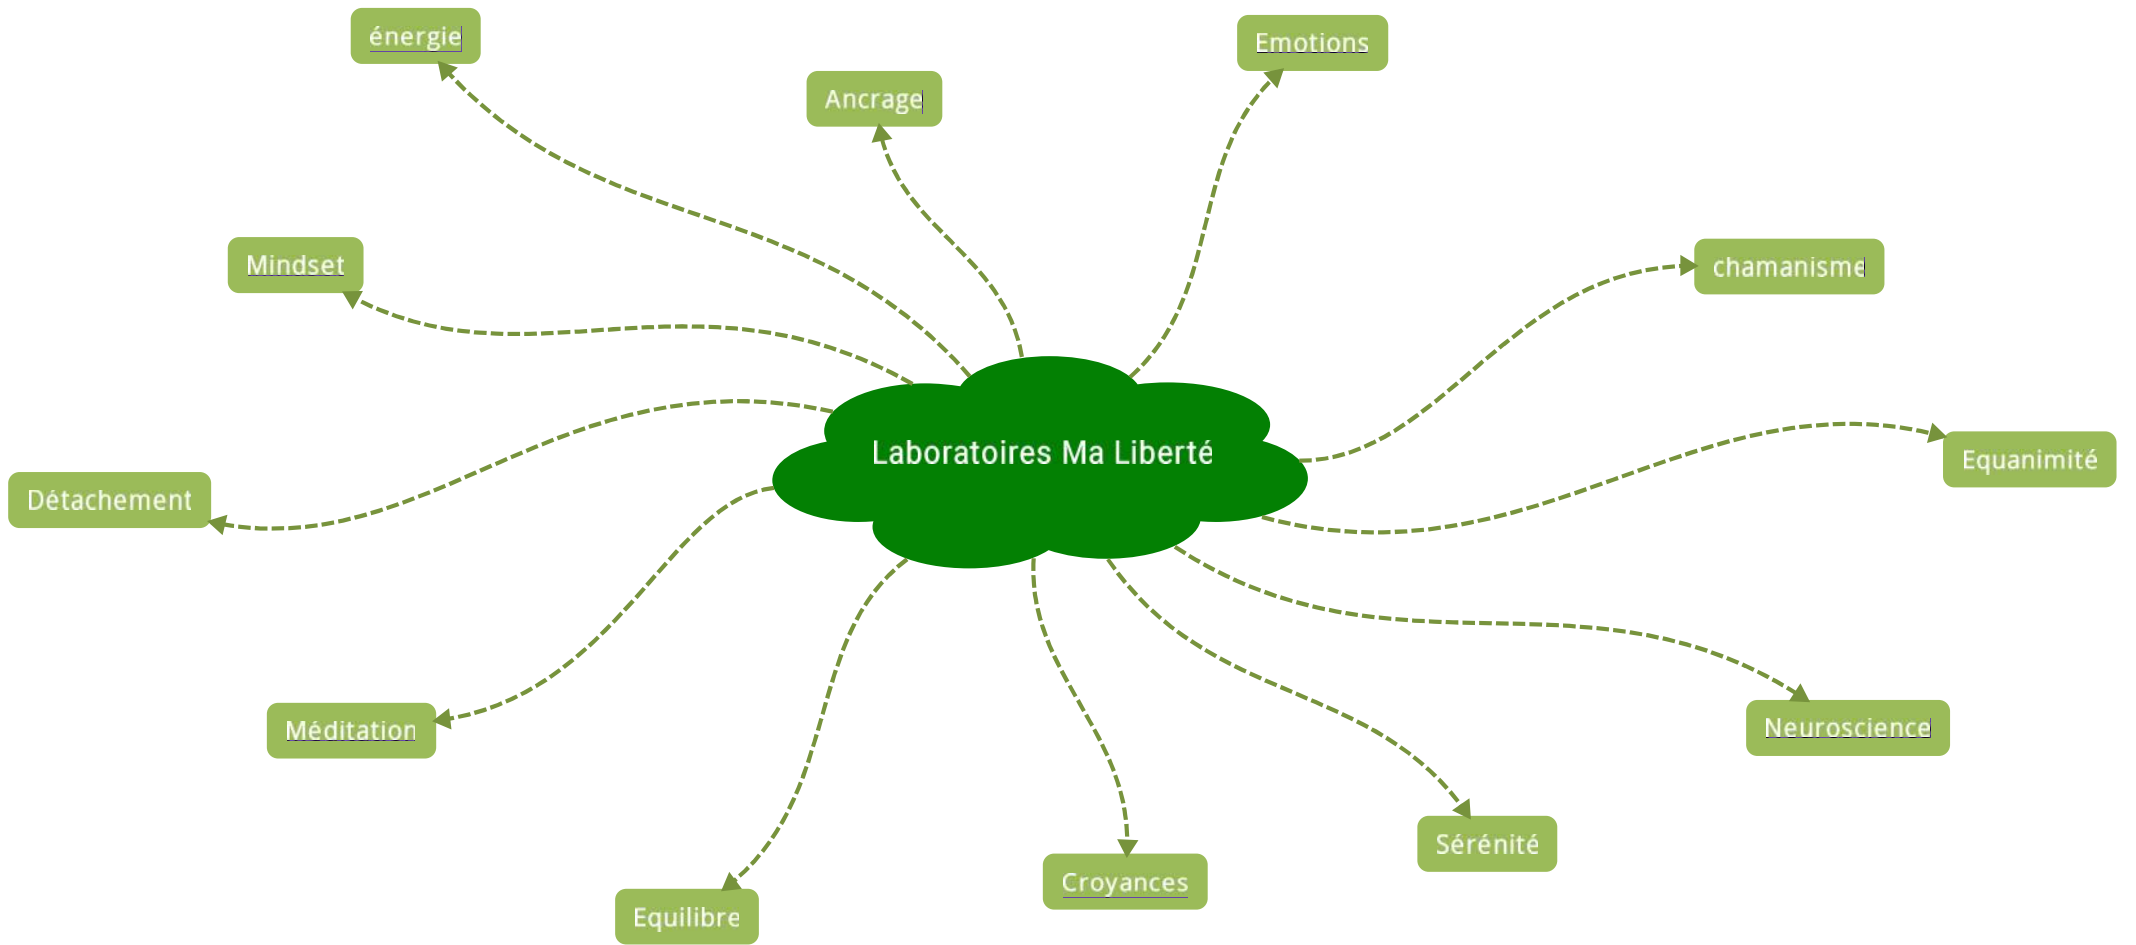 énergie
Emotions
Ancrage
Mindset
chamanisme
Laboratoires Ma Liberté
Equanimité
Détachement
Méditation
Neuroscience
Sérénité
Croyances
Equilibre